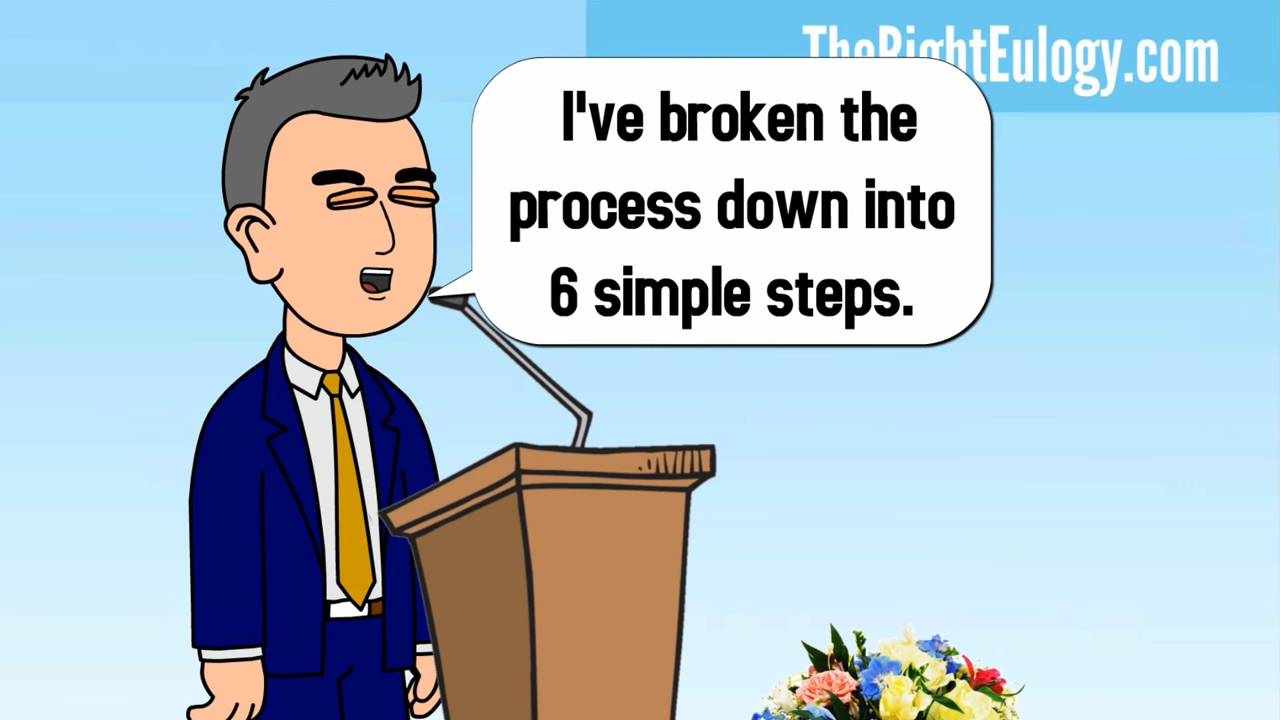 TheRightEulogy.com
I've broken the
process down into
6 simple steps.